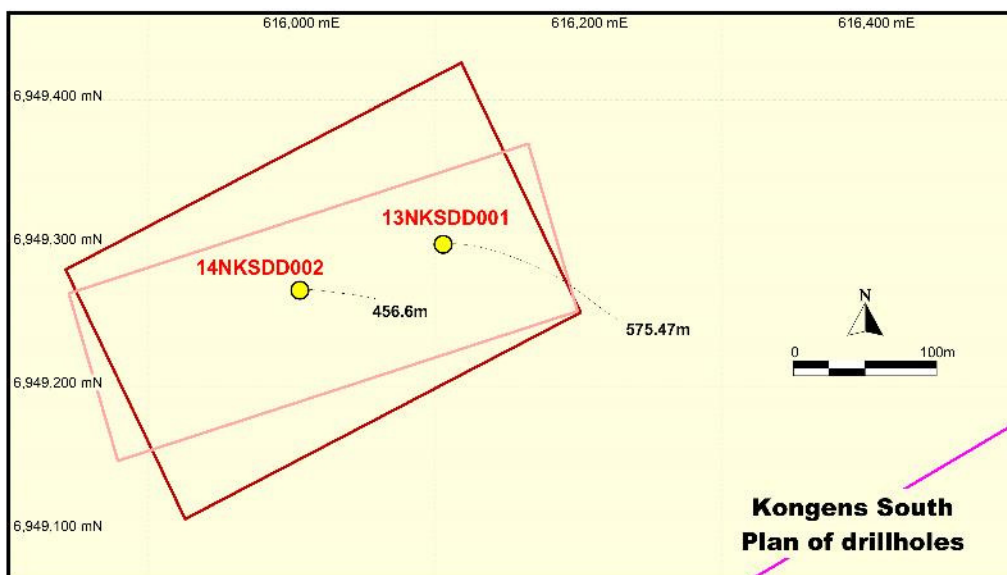 616,000 mE
616,200 mE
616,400 mE
6,949.400 mN
13NKSDD001
6,949.300 mN
14NKSDD002
456.6m
575.47m
N
0
100m
6,949.200 mN
6,949.100 mN
Kongens South
Plan of drillholes